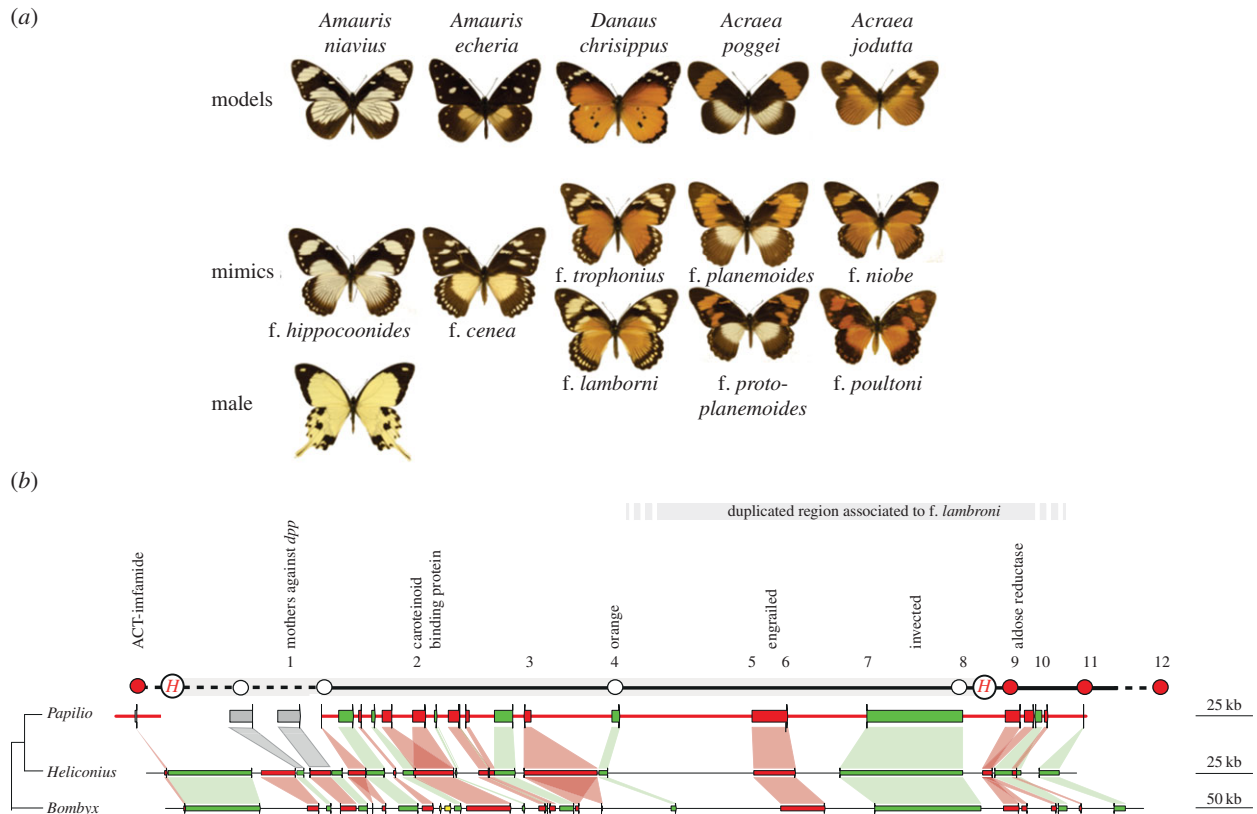 (a)
Amauris niavius
Amauris echeria
Danaus chrisippus
Acraea poggei
Acraea jodutta
models
mimics
f. hippocoonides
f. cenea
f. trophonius
f. planemoides
f. niobe
f. lamborni
f. proto-planemoides
f. poultoni
male
(b)
duplicated region associated to f. lambroni
ACT-imfamide
mothers against dpp
caroteinoid binding protein
orange
engrailed
invected
aldose reductase
1 2 3 4 5 6 7 8 9 10 11 12
H H
Papilio
25 kb
Heliconius
25 kb
Bombyx
50 kb